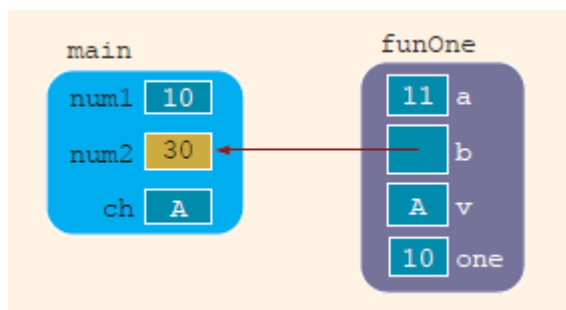 main
num1 10
num2 30
ch A
funOne
11 a
b
A v
10 one